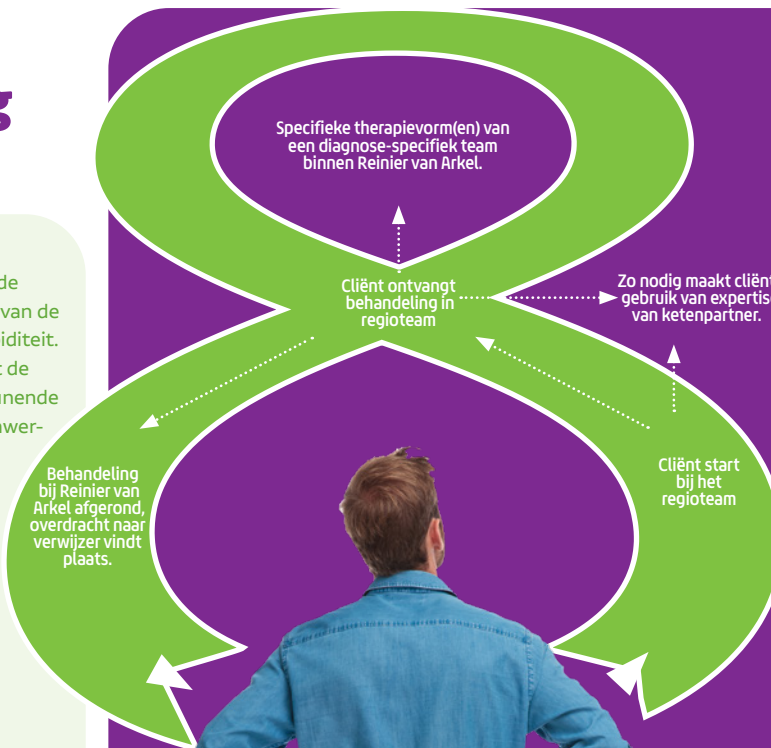 g
de
van de
iditeit.
de
nende
wer-
Specifieke therapievorm(en) van
een diagnose-specifiek team
binnen Reinier van Arkel.
Cliënt ontvangt
behandeling in
regioteam
Zo nodig maakt cliënt
gebruik van expertise
van ketenpartner.
Behandeling
bij Reinier van
Arkel afgerond,
overdracht naar
verwijzer vindt
plaats.
Cliënt start
bij het
regioteam